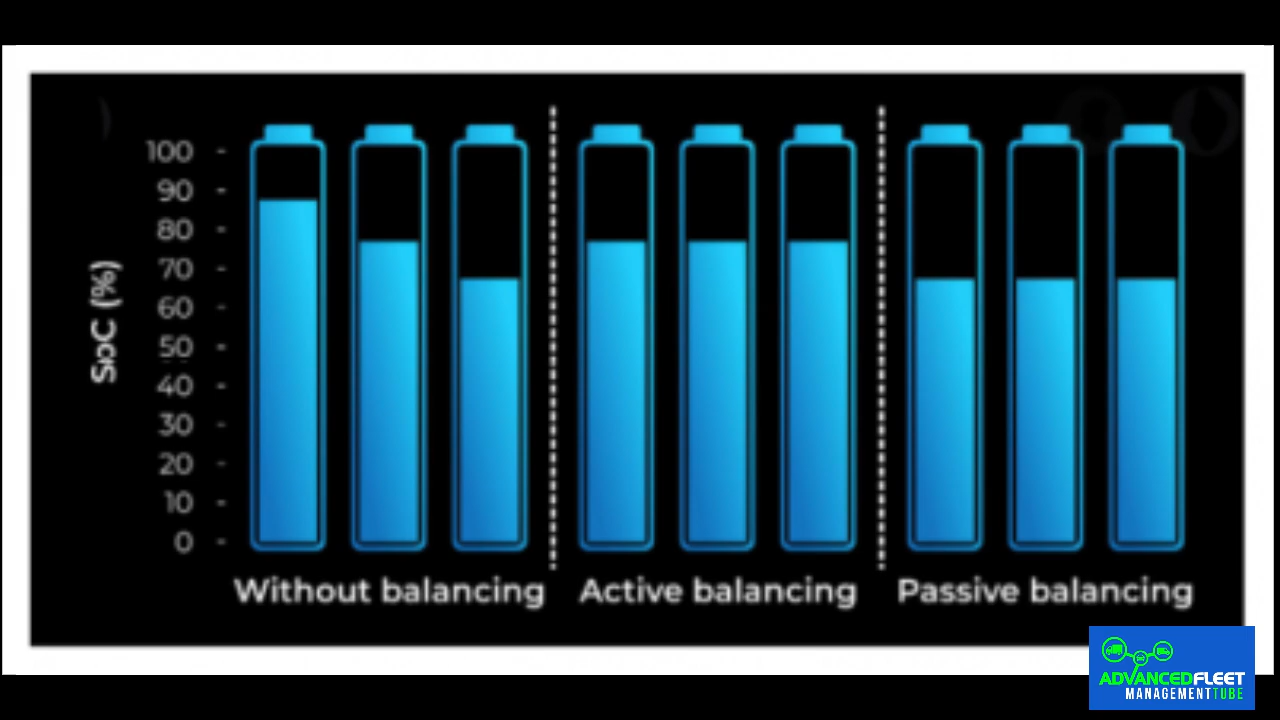 SoC (%)
100 -
90 -
80 -
70 -
60 -
50 -
40 -
30 -
20 -
10 -
0 -
Without balancing
Active balancing
Passive balancing
ADVANCEDFLEET
MANAGEMENTTUBE